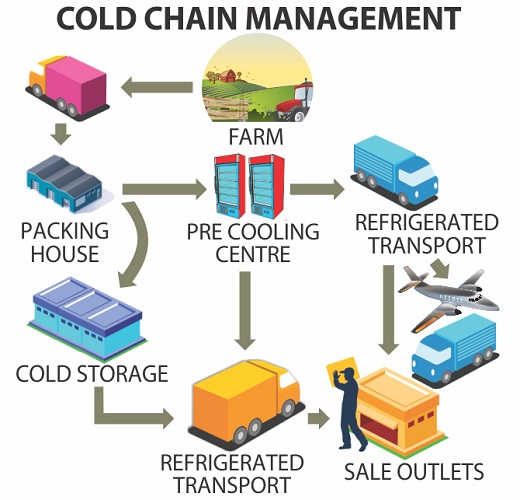 COLD CHAIN MANAGEMENT
FARM
PACKING
HOUSE
PRE COOLING
CENTRE
REFRIGERATED
TRANSPORT
COLD STORAGE
REFRIGERATED
TRANSPORT
SALE OUTLETS